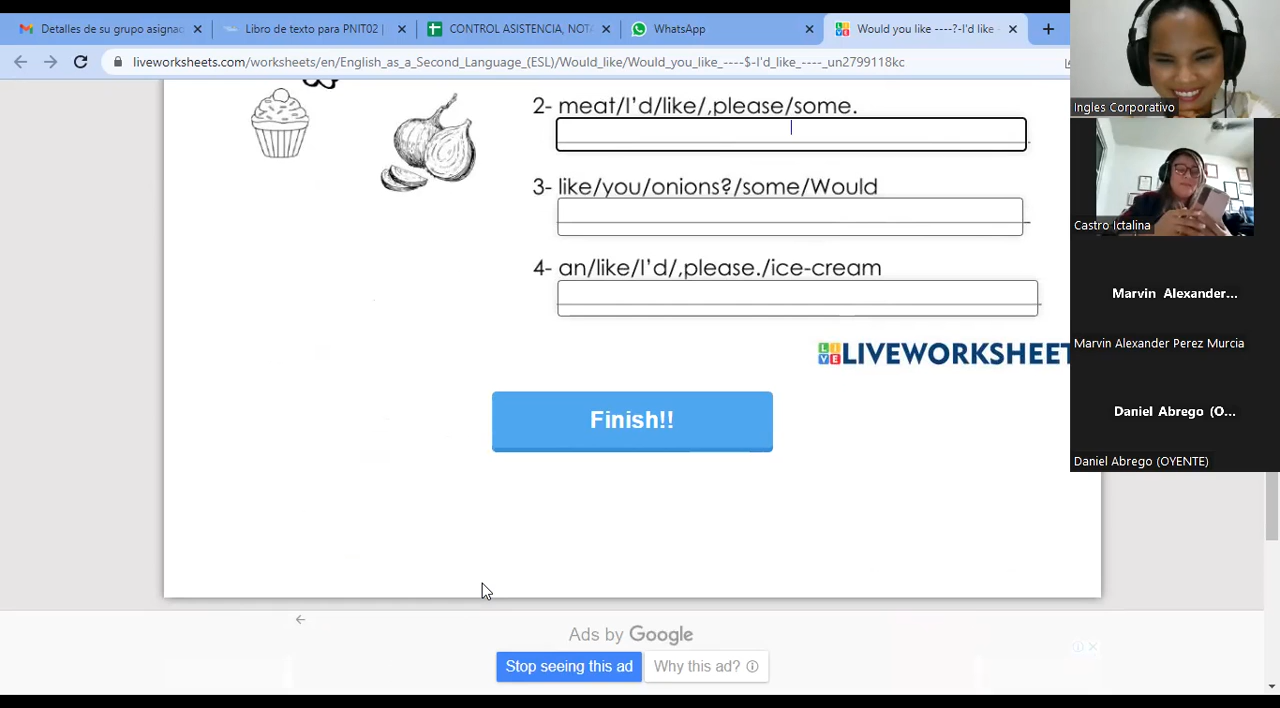 Detalles de su grupo asignad
Libro de texto para PNIT02 |
CONTROL ASISTENCIA, NOTA
WhatsApp
Would you like ----?-I'd like
liveworksheets.com/worksheets/en/English_as_a_Second_Language_(ESL)/Would_like/Would_you_like_----$-I'd_like_----_un2799118kc
Ingles Corporativo
2- meat/I'd/like/,please/some.
3- like/you/onions?/some/Would
4- an/like/I'd/,please./ice-cream
LIVE LIVEWORKSHEET
Finish!!
Castro Ictalina
Marvin Alexander...
Marvin Alexander Perez Murcia
Daniel Abrego (O...
Daniel Abrego (OYENTE)
Ads by Google
Stop seeing this ad
Why this ad?